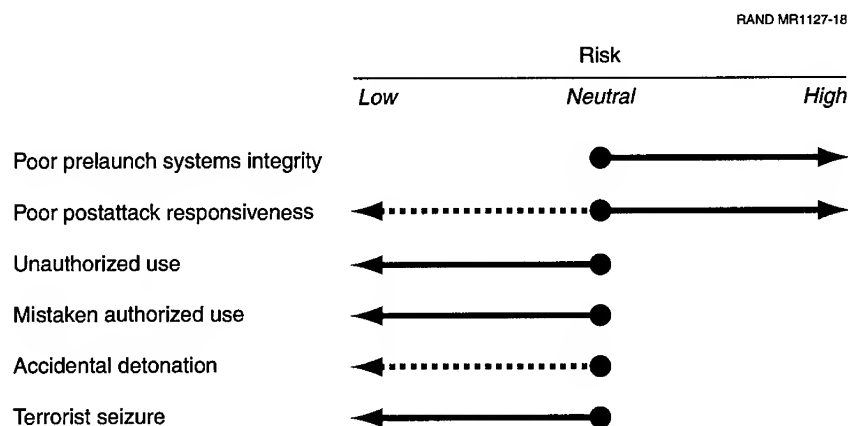 RAND MR1127-18
Risk
Low Neutral High
Poor prelaunch systems integrity
Poor postattack responsiveness
Unauthorized use
Mistaken authorized use
Accidental detonation
Terrorist seizure